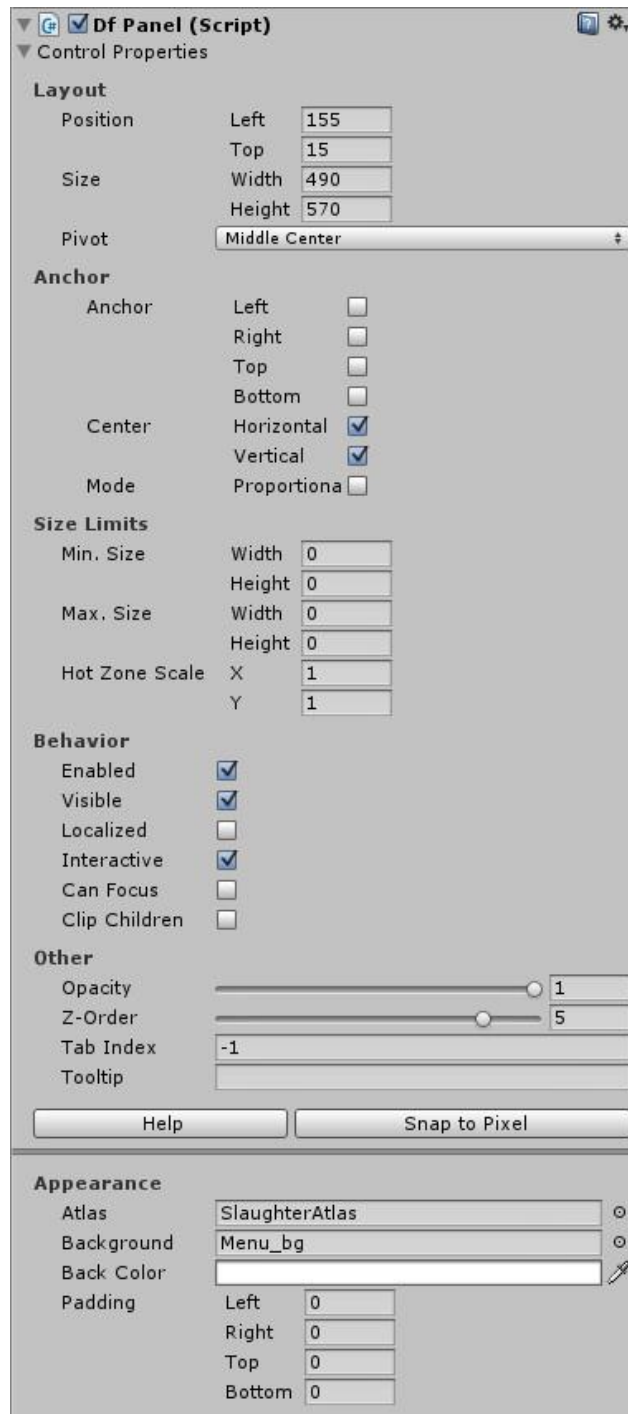 Df Panel (Script)
Control Properties
Layout
Position Left 155
Top 15
Size Width 490
Height 570
Pivot Middle Center
Anchor
Anchor Left
Right
Top
Bottom
Center Horizontal
Vertical
Mode Proportiona
Size Limits
Min. Size Width 0
Height 0
Max. Size Width 0
Height 0
Hot Zone Scale X 1
Y 1
Behavior
Enabled
Visible
Localized
Interactive
Can Focus
Clip Children
Other
Opacity 1
Z-Order 5
Tab Index -1
Tooltip
Help Snap to Pixel
Appearance
Atlas SlaughterAtlas
Background Menu_bg
Back Color
Padding Left 0
Right 0
Top 0
Bottom 0